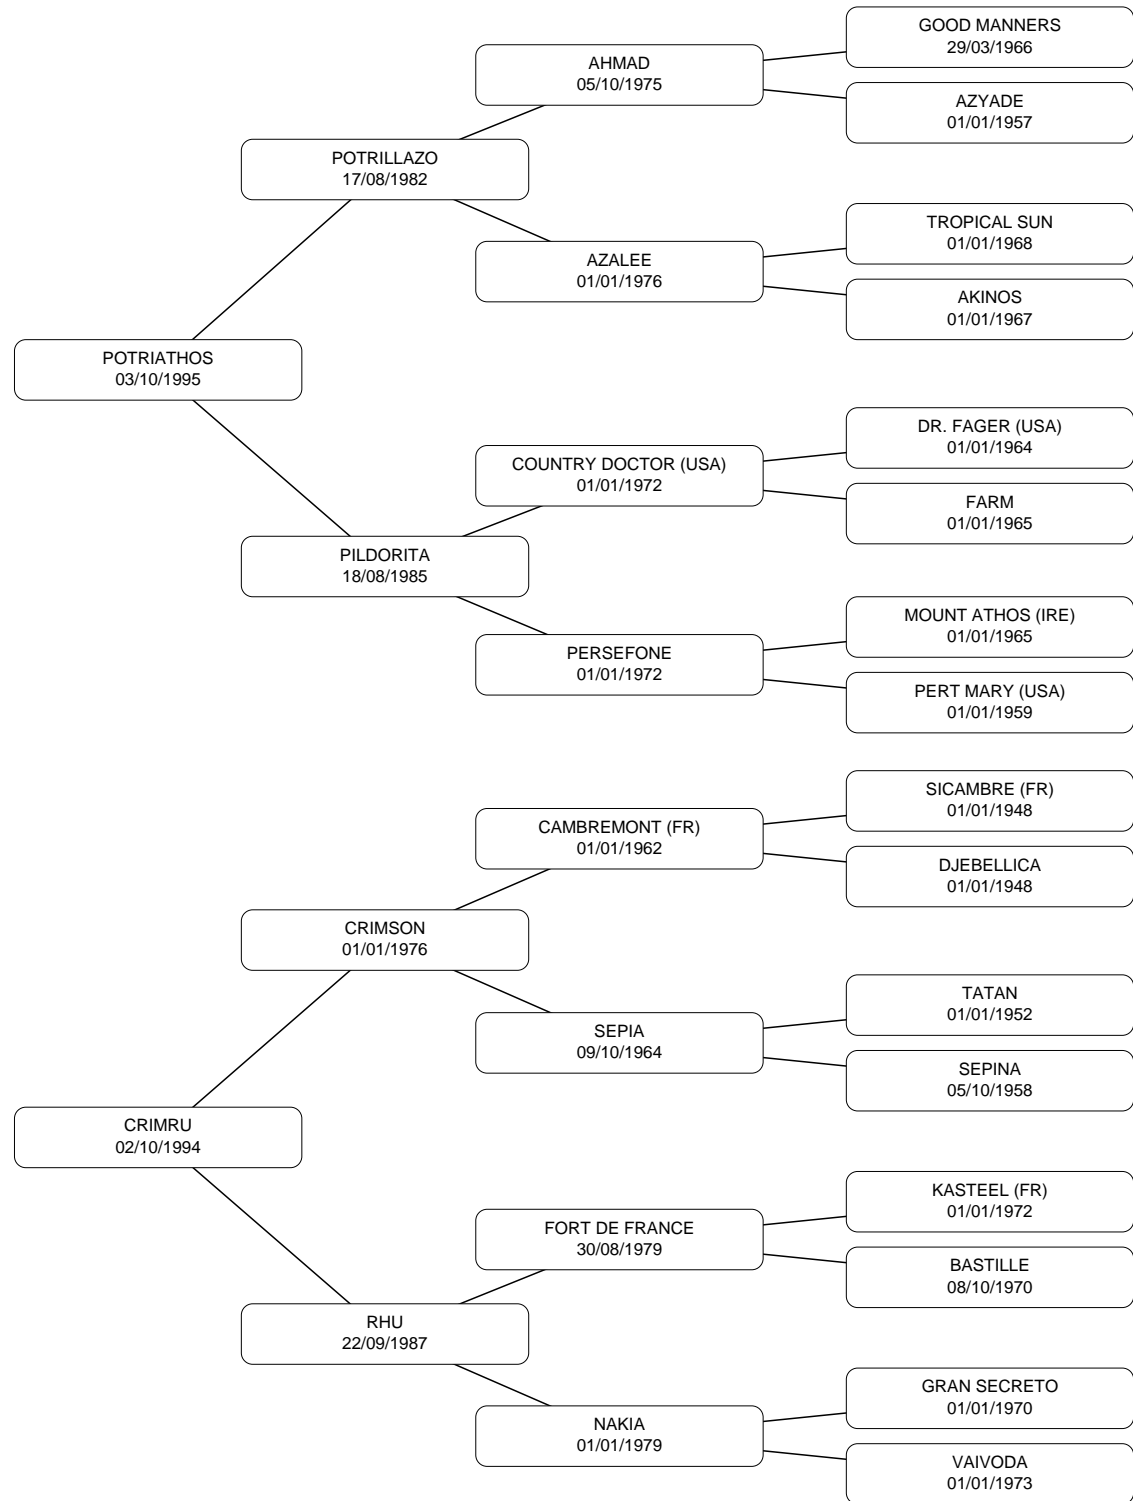 GOOD MANNERS
29/03/1966
AHMAD
05/10/1975
AZYADE
01/01/1957
POTRILLAZO
17/08/1982
TROPICAL SUN
01/01/1968
AZALEE
01/01/1976
AKINOS
01/01/1967
POTRIATHOS
03/10/1995
DR. FAGER (USA)
01/01/1964
COUNTRY DOCTOR (USA)
01/01/1972
FARM
01/01/1965
PILDORITA
18/08/1985
MOUNT ATHOS (IRE)
01/01/1965
PERSEFONE
01/01/1972
PERT MARY (USA)
01/01/1959
SICAMBRE (FR)
01/01/1948
CAMBREMONT (FR)
01/01/1962
DJEBELLICA
01/01/1948
CRIMSON
01/01/1976
TATAN
01/01/1952
SEPIA
09/10/1964
SEPINA
05/10/1958
CRIMRU
02/10/1994
KASTEEL (FR)
01/01/1972
FORT DE FRANCE
30/08/1979
BASTILLE
08/10/1970
RHU
22/09/1987
GRAN SECRETO
01/01/1970
NAKIA
01/01/1979
VAIVODA
01/01/1973